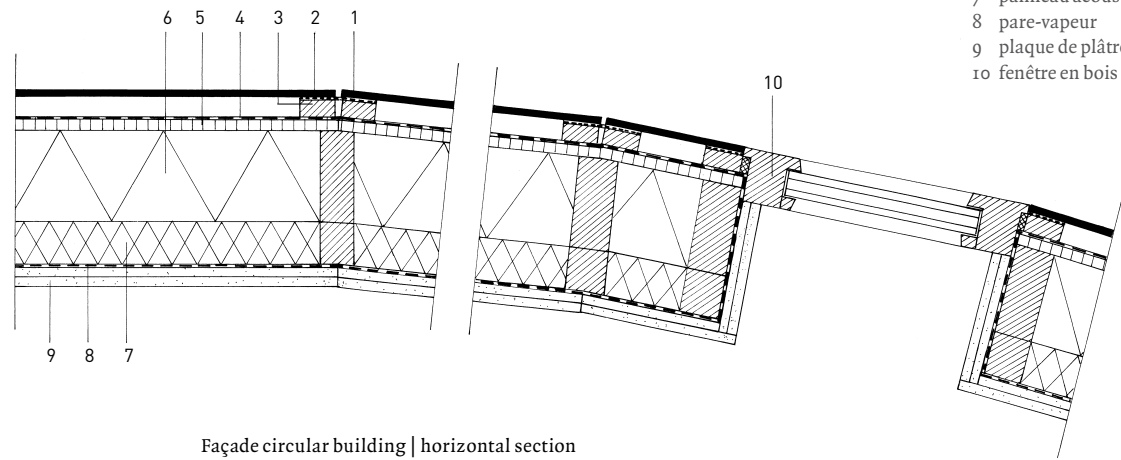 6 5 4 3 2 1
7
8 pare-vapeur
9 plaque de plâtre
10 fenêtre en bois
10
9 8 7
Façade circular building | horizontal section